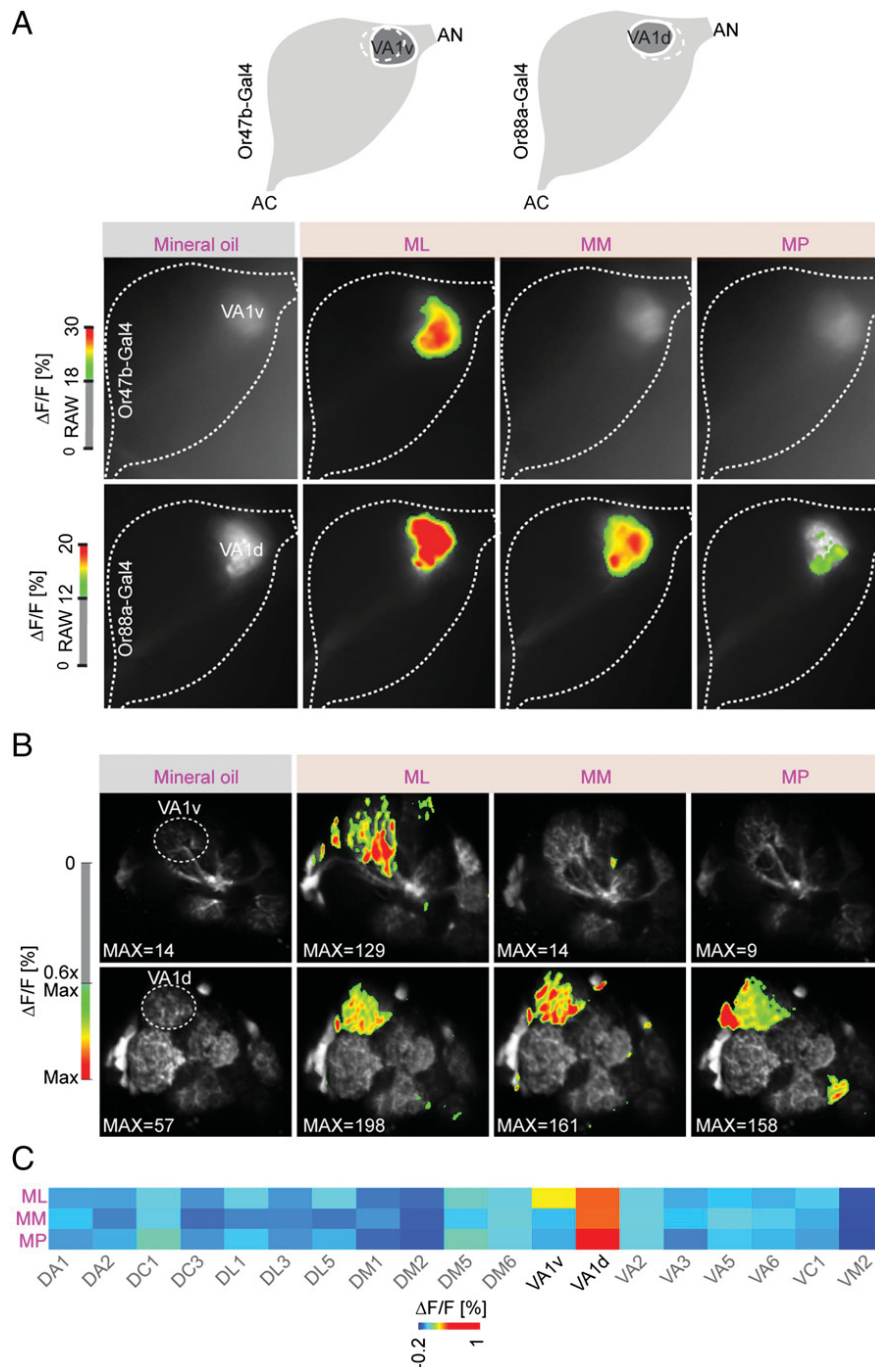 A
Or47b-Gal4
VA1v
AN
AC
Or88a-Gal4
VA1d
AN
AC
Mineral oil
ML
MM
MP
ΔF/F [%]
0 RAW 18 30
Or47b-Gal4
VA1v
ΔF/F [%]
0 RAW 12 20
Or88a-Gal4
VA1d
B
Mineral oil
ML
MM
MP
ΔF/F [%]
0
0.6x
Max
Max
VA1v
MAX=14
MAX=129
MAX=14
MAX=9
VA1d
MAX=57
MAX=198
MAX=161
MAX=158
C
ML
MM
MP
DA1 DA2 DC1 DC3 DL1 DL3 DL5 DM1 DM2 DM5 DM6 VA1v VA1d VA2 VA3 VA5 VA6 VC1 VM2
ΔF/F [%]
-0.2 1